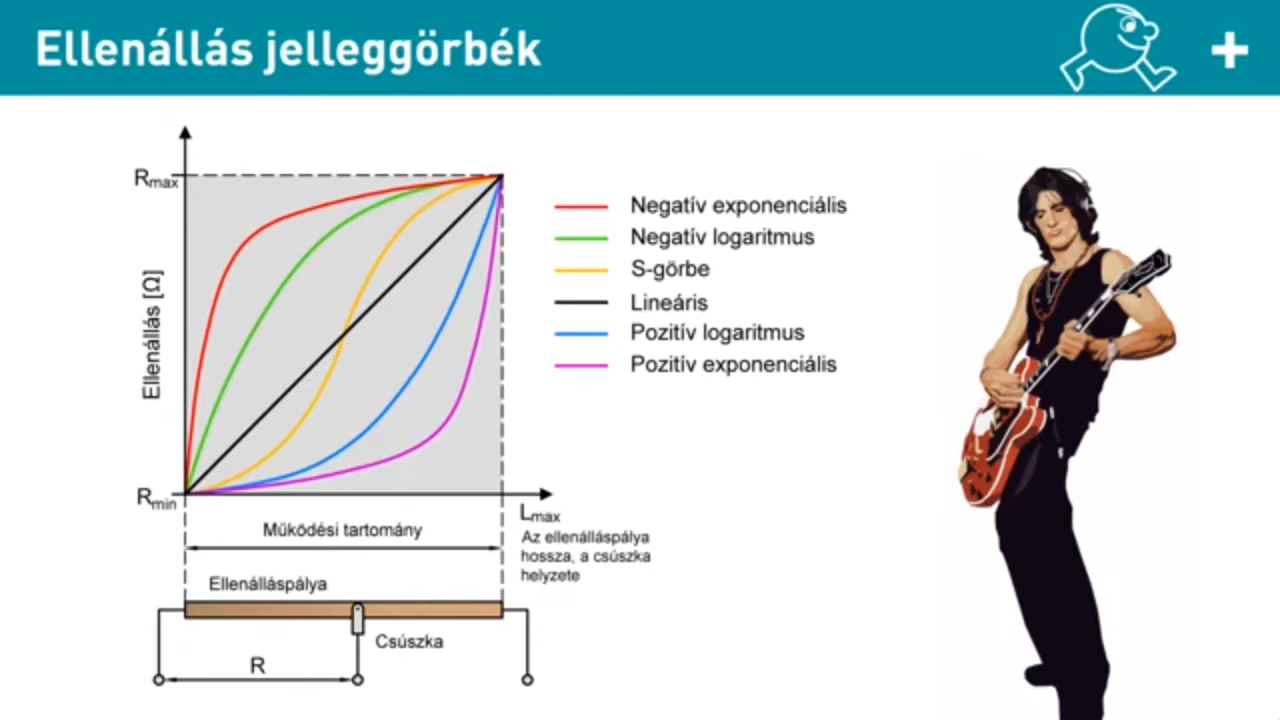 Ellenállás jelleggörbék
Rmax
Ellenállás [Ω]
Rmin
Negatív exponenciális
Negatív logaritmus
S-görbe
Lineáris
Pozitív logaritmus
Pozitív exponenciális
Lmax
Az ellenálláspálya
hossza, a csúszka
helyzete
Működési tartomány
Ellenálláspálya
Csúszka
R